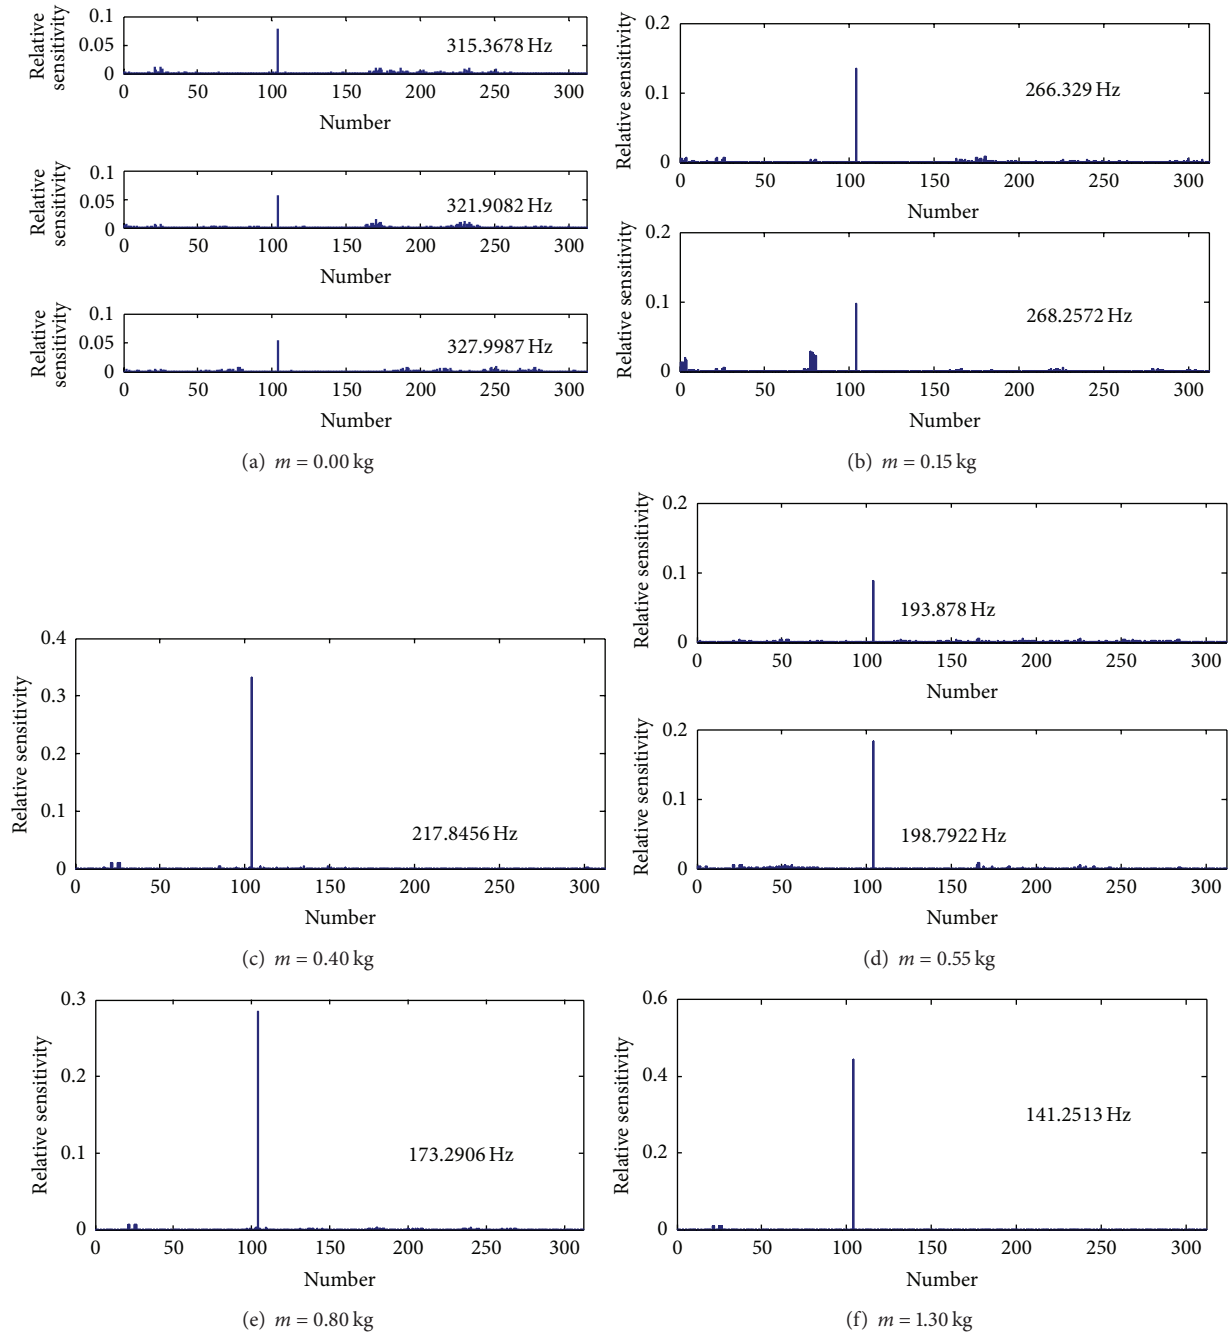 Relative sensitivity
0.1
0.05
0
315.3678 Hz
0 50 100 150 200 250 300
Number
Relative sensitivity
0.1
0.05
0
321.9082 Hz
0 50 100 150 200 250 300
Number
Relative sensitivity
0.1
0.05
0
327.9987 Hz
0 50 100 150 200 250 300
Number
(a) m = 0.00 kg
Relative sensitivity
0.2
0.1
0
266.329 Hz
0 50 100 150 200 250 300
Number
Relative sensitivity
0.2
0.1
0
268.2572 Hz
0 50 100 150 200 250 300
Number
(b) m = 0.15 kg
Relative sensitivity
0.4
0.3
0.2
0.1
0
217.8456 Hz
0 50 100 150 200 250 300
Number
(c) m = 0.40 kg
Relative sensitivity
0.2
0.1
0
193.878 Hz
0 50 100 150 200 250 300
Number
Relative sensitivity
0.2
0.1
0
198.7922 Hz
0 50 100 150 200 250 300
Number
(d) m = 0.55 kg
Relative sensitivity
0.3
0.2
0.1
0
173.2906 Hz
0 50 100 150 200 250 300
Number
(e) m = 0.80 kg
Relative sensitivity
0.6
0.4
0.2
0
141.2513 Hz
0 50 100 150 200 250 300
Number
(f) m = 1.30 kg